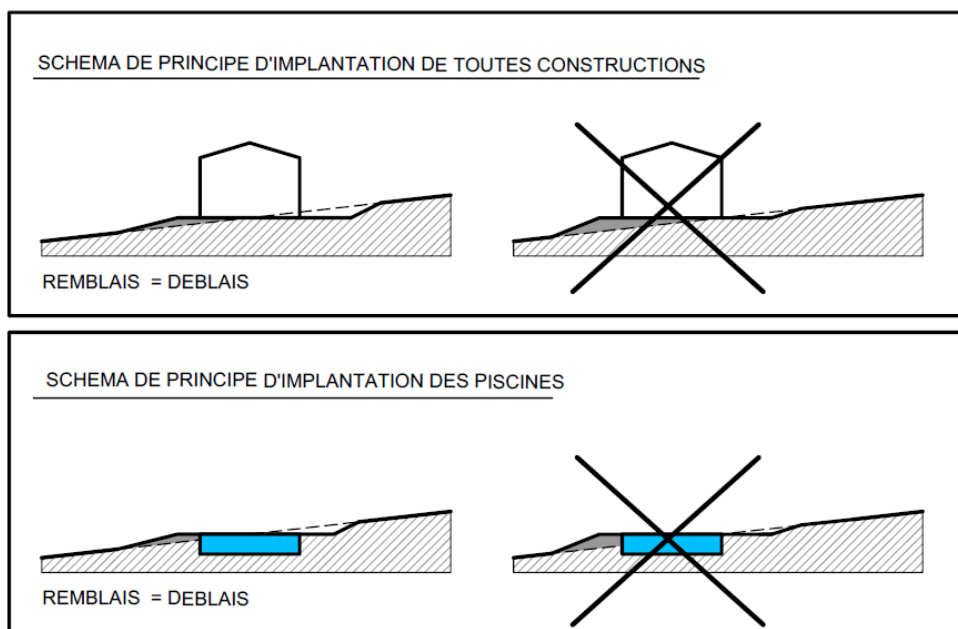 SCHEMA DE PRINCIPE D'IMPLANTATION DE TOUTES CONSTRUCTIONS
REMBLAIS = DEBLAIS
SCHEMA DE PRINCIPE D'IMPLANTATION DES PISCINES
REMBLAIS = DEBLAIS